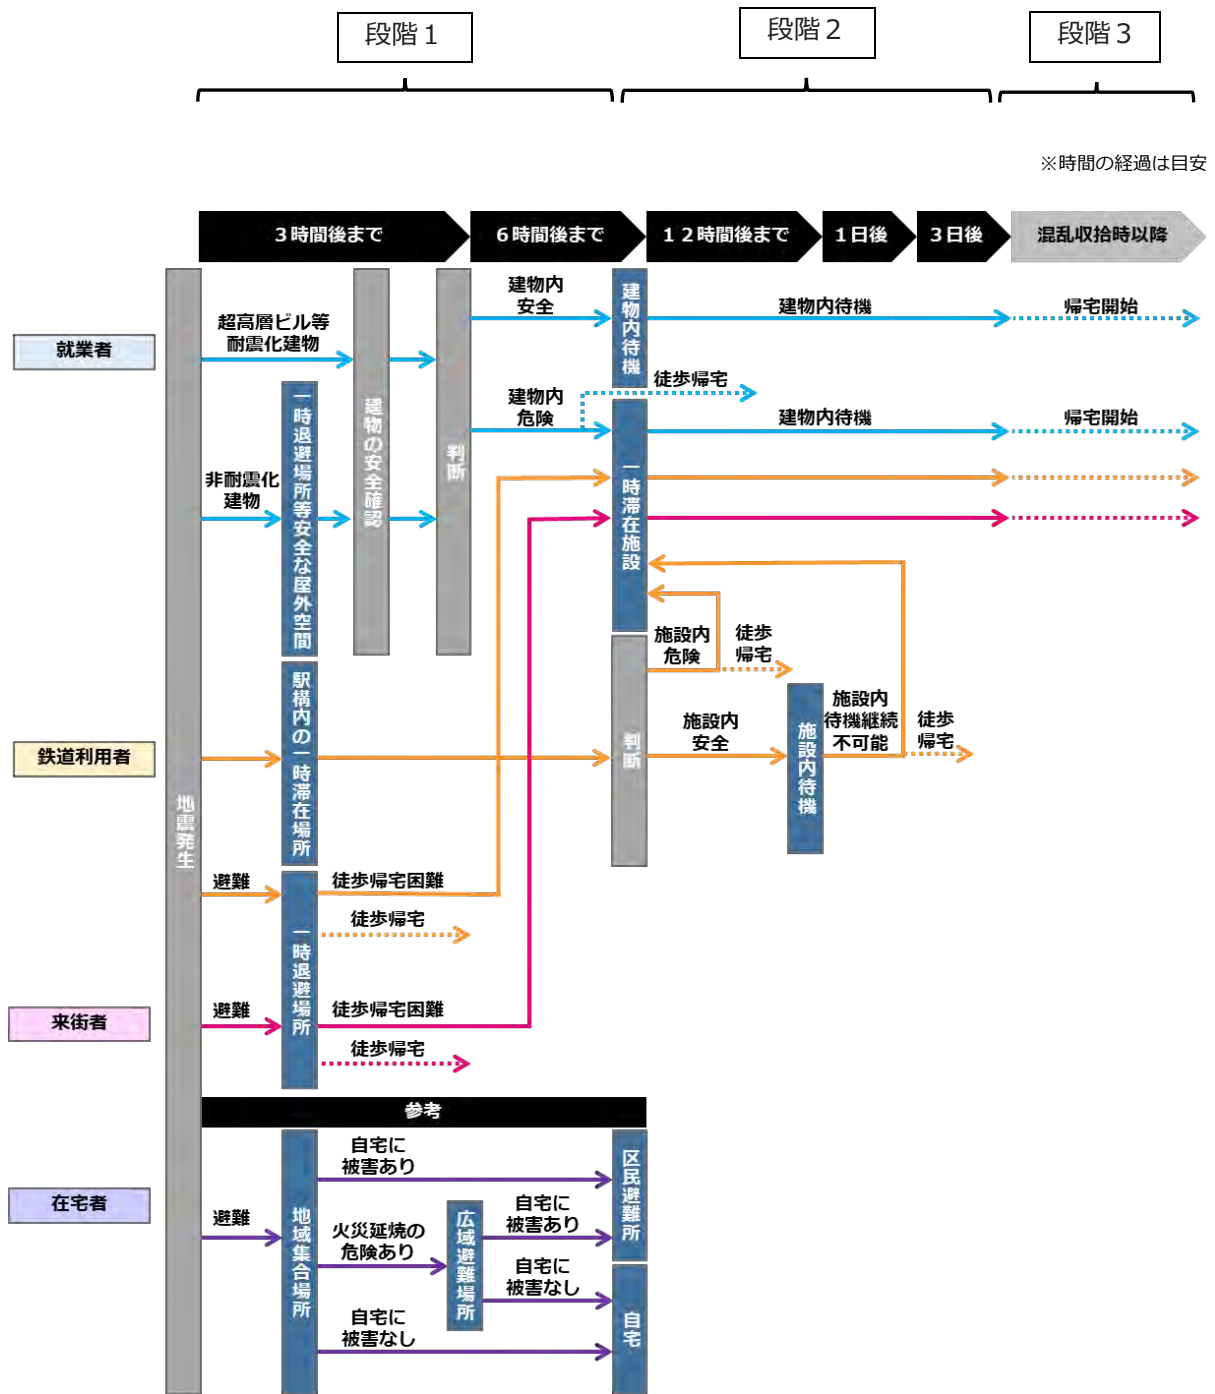 段階１
段階２
段階３
※時間の経過は目安
３時間後まで
６時間後まで
１２時間後まで
１日後
３日後
混乱収拾時以降
就業者
鉄道利用者
来街者
在宅者
地震発生
超高層ビル等
耐震化建物
非耐震化
建物
一時退避場所等安全な屋外空間
建物の安全確認
判断
建物内
安全
建物内
危険
徒歩帰宅
建物内待機
建物内待機
帰宅開始
一時滞在施設
建物内待機
帰宅開始
駅構内の一時滞在場所
判断
施設内
危険
徒歩
帰宅
施設内
安全
施設内待機
施設内
待機継続
不可能
徒歩
帰宅
避難
一時退避場所
徒歩帰宅困難
徒歩帰宅
避難
徒歩帰宅困難
徒歩帰宅
参考
避難
地域集合場所
自宅に
被害あり
火災延焼の
危険あり
広域避難場所
自宅に
被害あり
自宅に
被害なし
自宅に
被害なし
区民避難所
自宅